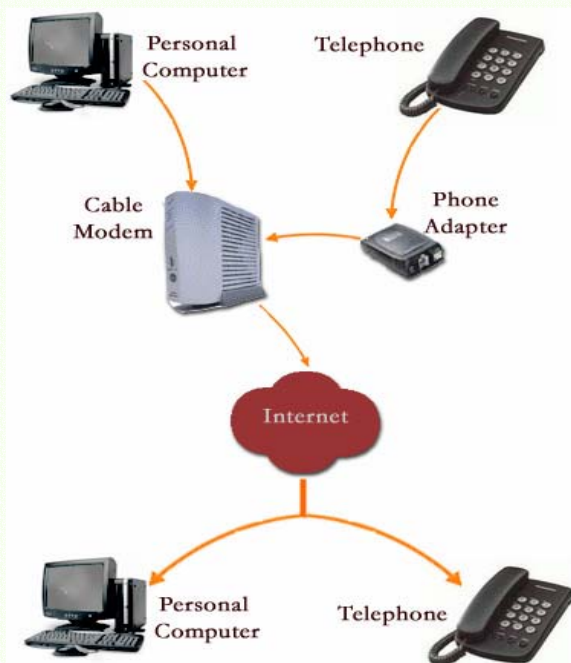 Personal
Computer
Telephone
Cable
Modem
Phone
Adapter
Internet
Personal
Computer
Telephone